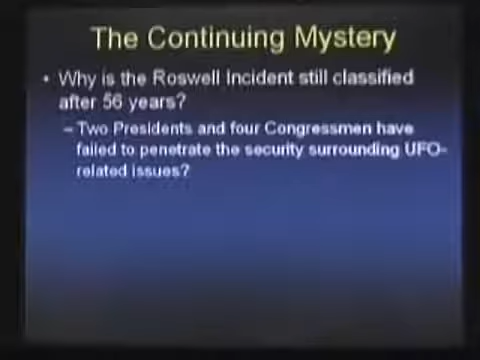 The Continuing Mystery
• Why is the Roswell Incident still classified
after 56 years?
– Two Presidents and four Congressmen have
failed to penetrate the security surrounding UFO-
related issues?